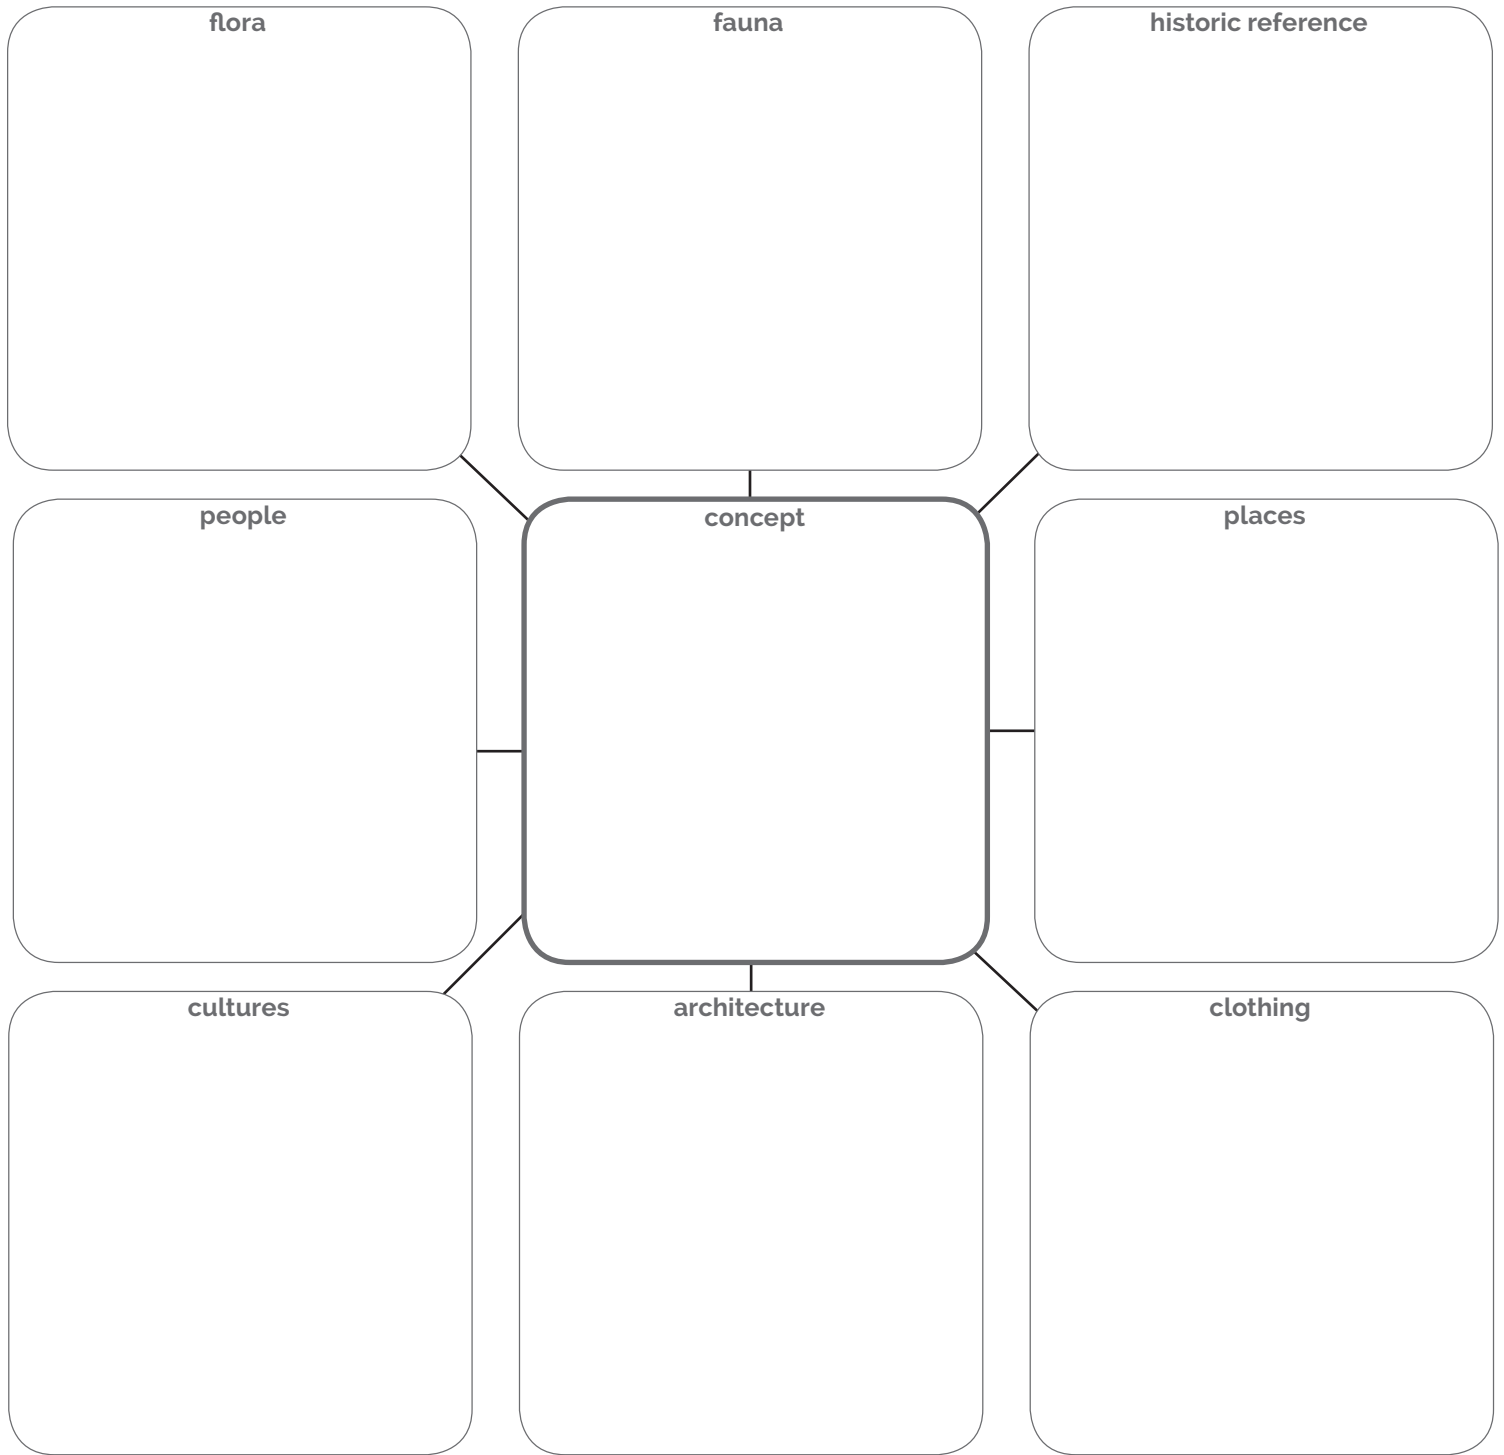 flora
fauna
historic reference
people
concept
places
cultures
architecture
clothing